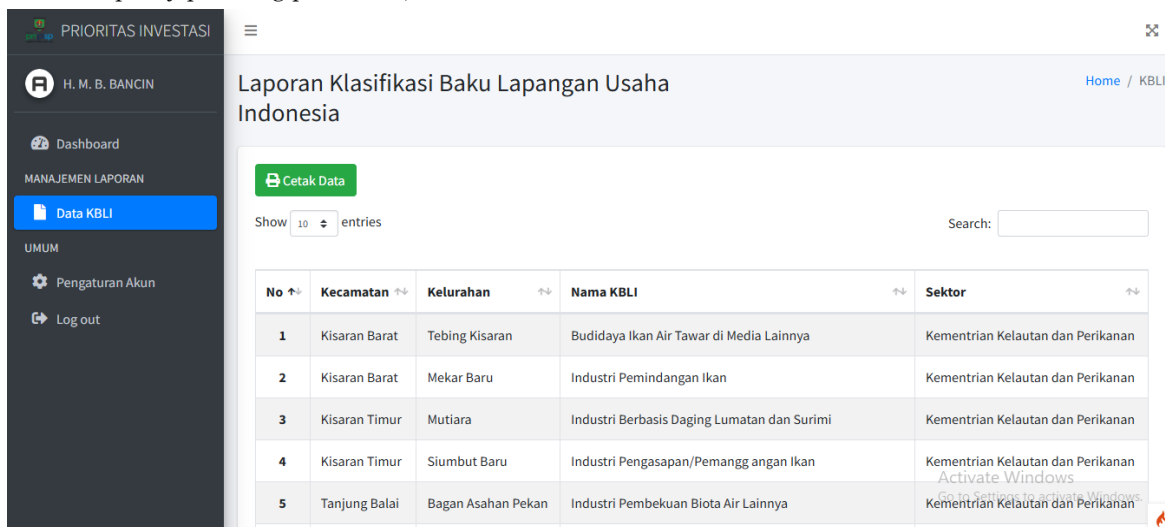 PRIORITAS INVESTASI
H. M. B. BANCIN
Dashboard
MANAJEMEN LAPORAN
Data KBLI
UMUM
Pengaturan Akun
Log out
Laporan Klasifikasi Baku Lapangan Usaha
Indonesia
Home / KBLI
Cetak Data
Show 10 entries
Search:
No Kecamatan Kelurahan Nama KBLI Sektor
1 Kisaran Barat Tebing Kisaran Budidaya Ikan Air Tawar di Media Lainnya Kementrian Kelautan dan Perikanan
2 Kisaran Barat Mekar Baru Industri Pemindangan Ikan Kementrian Kelautan dan Perikanan
3 Kisaran Timur Mutiara Industri Berbasis Daging Lumatan dan Surimi Kementrian Kelautan dan Perikanan
4 Kisaran Timur Siumbut Baru Industri Pengasapan/Pemangg angan Ikan Kementrian Kelautan dan Perikanan
5 Tanjung Balai Bagan Asahan Pekan Industri Pembekuan Biota Air Lainnya Kementrian Kelautan dan Perikanan
Activate Windows
Go to Settings to activate Windows.